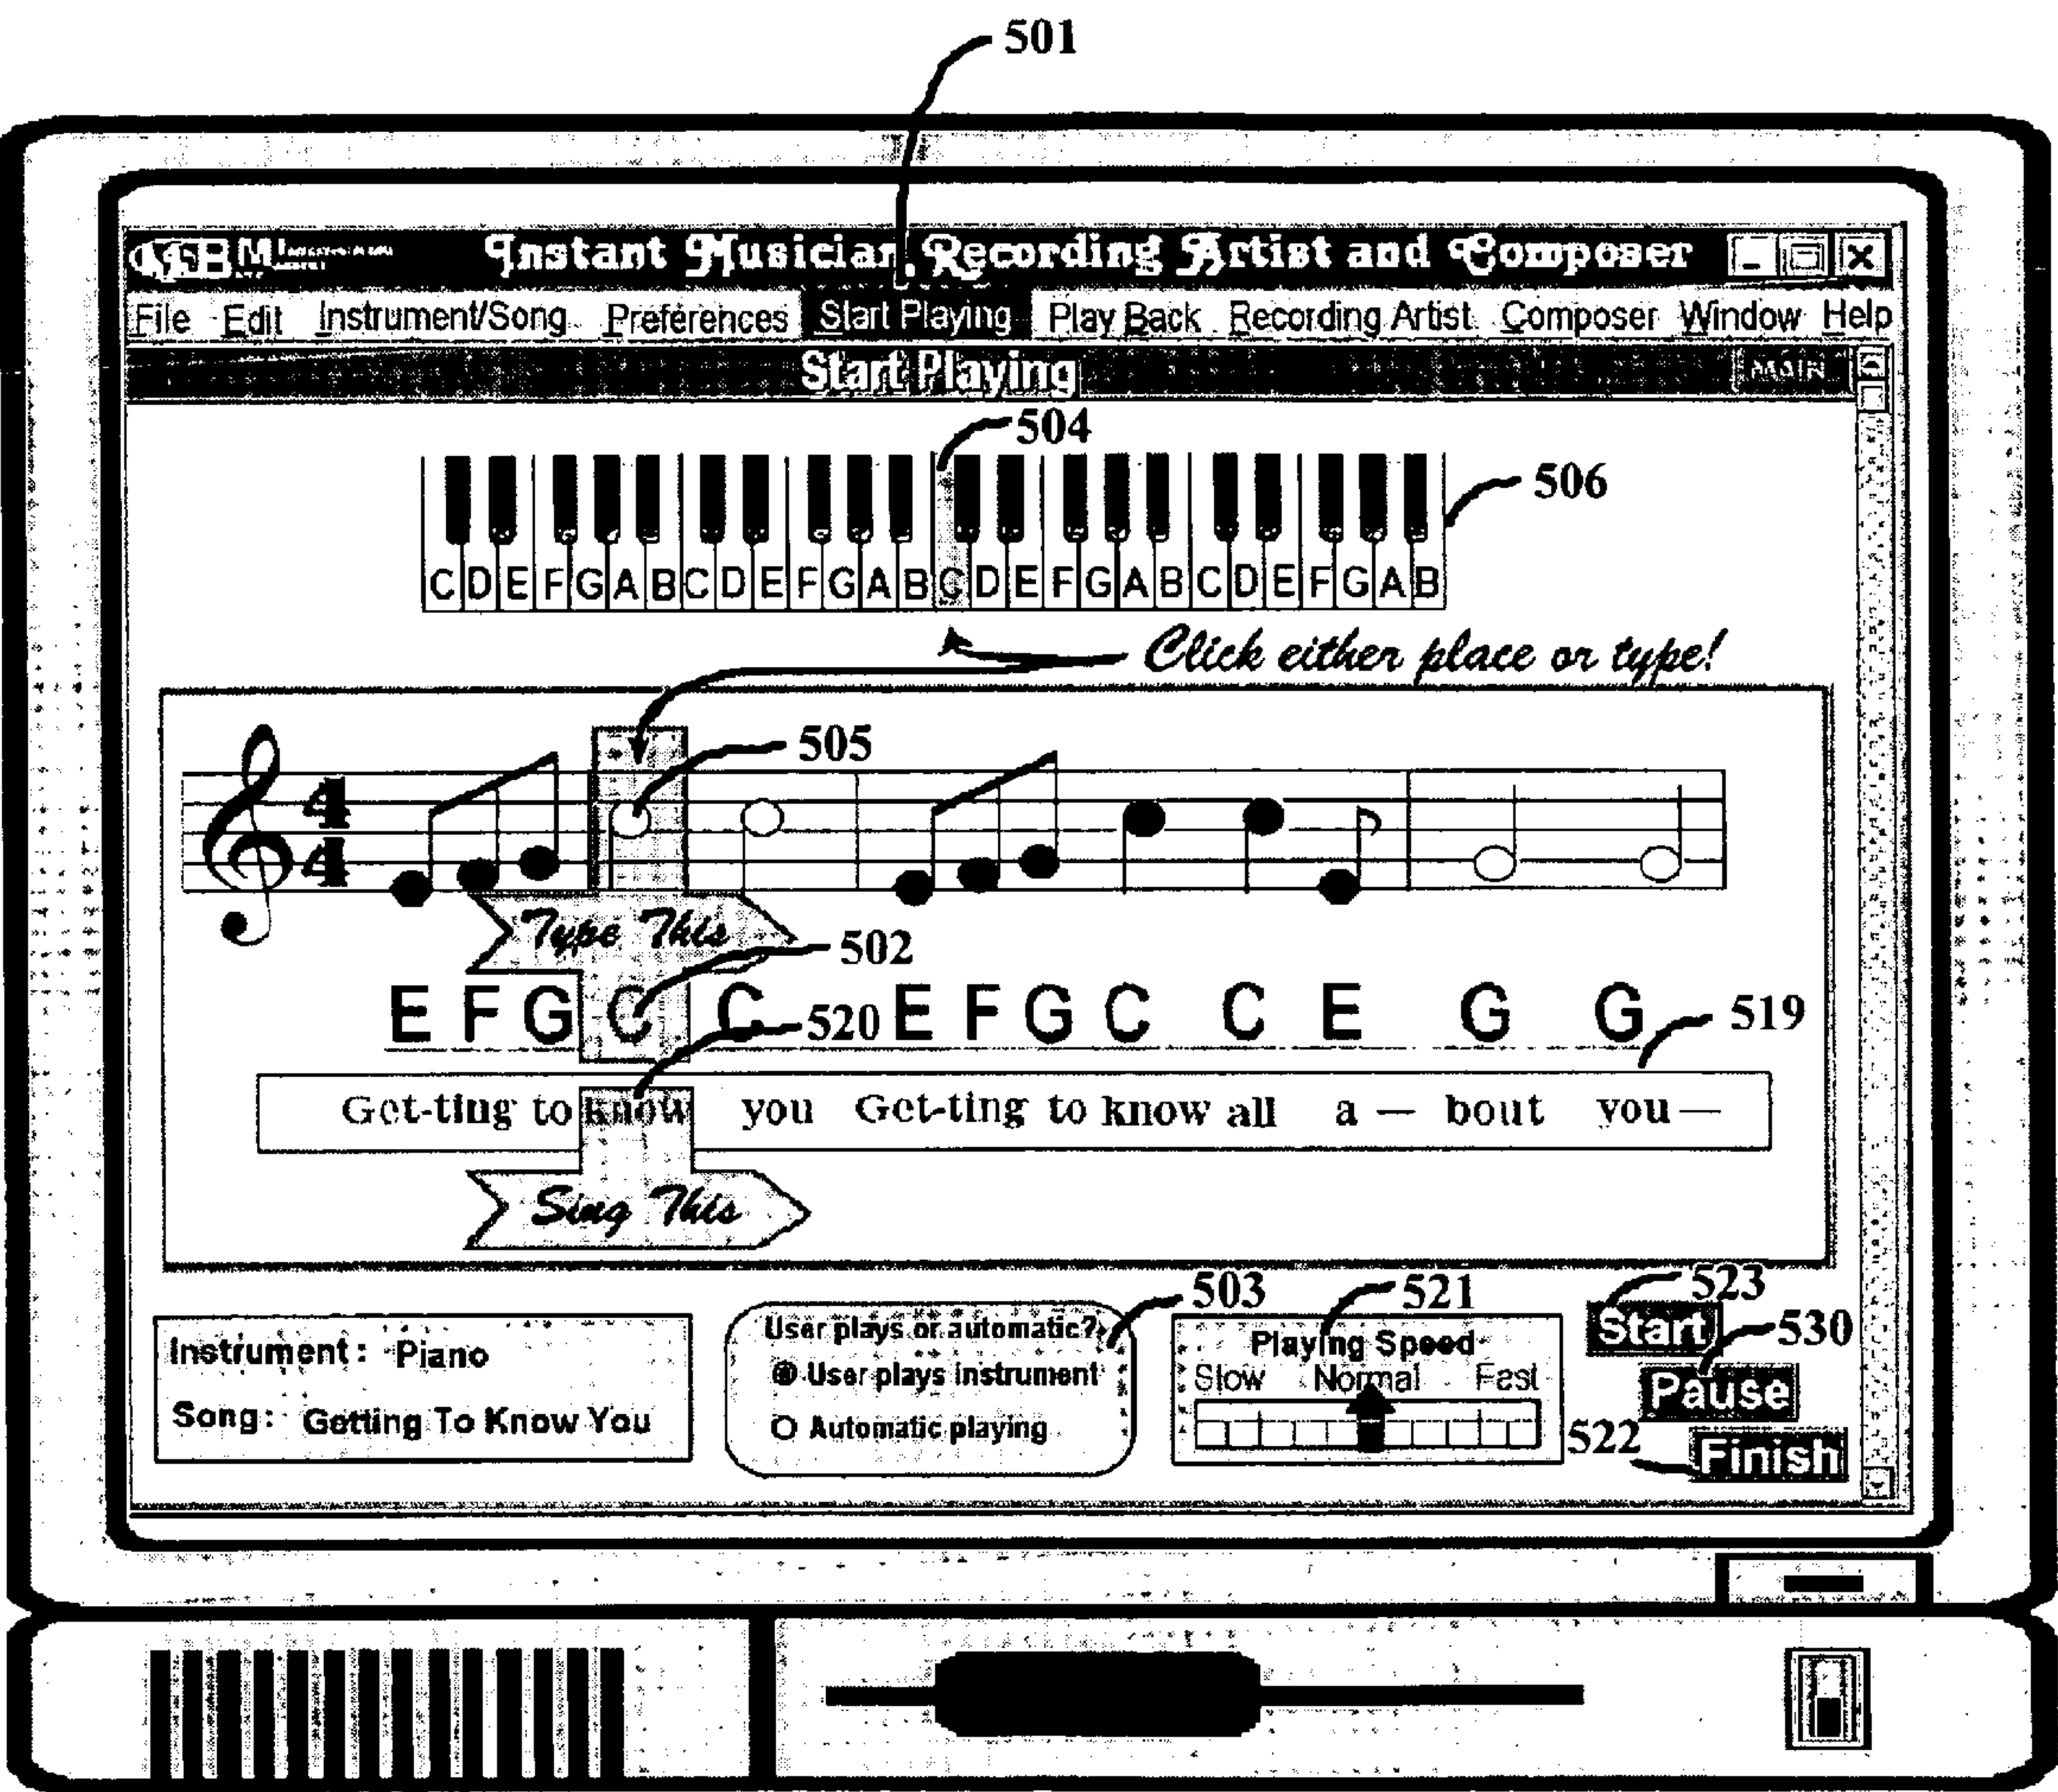 501
Instant Musician, Recording Artist and Composer
File Edit Instrument/Song Preferences Start Playing Play Back Recording Artist Composer Window Help
Start Playing MAIN
504
506
C D E F G A B C D E F G A B C D E F G A B C D E F G A B
Click either place or type!
505
4
4
Type This
502
E F G C C E F G C C E G G
520
519
Get-ting to know you Get-ting to know all a — bout you —
Sing This
503
521
523
530
522
Instrument: Piano
Song: Getting To Know You
User plays or automatic?
User plays instrument
Automatic playing
Playing Speed
Slow Normal Fast
Start
Pause
Finish